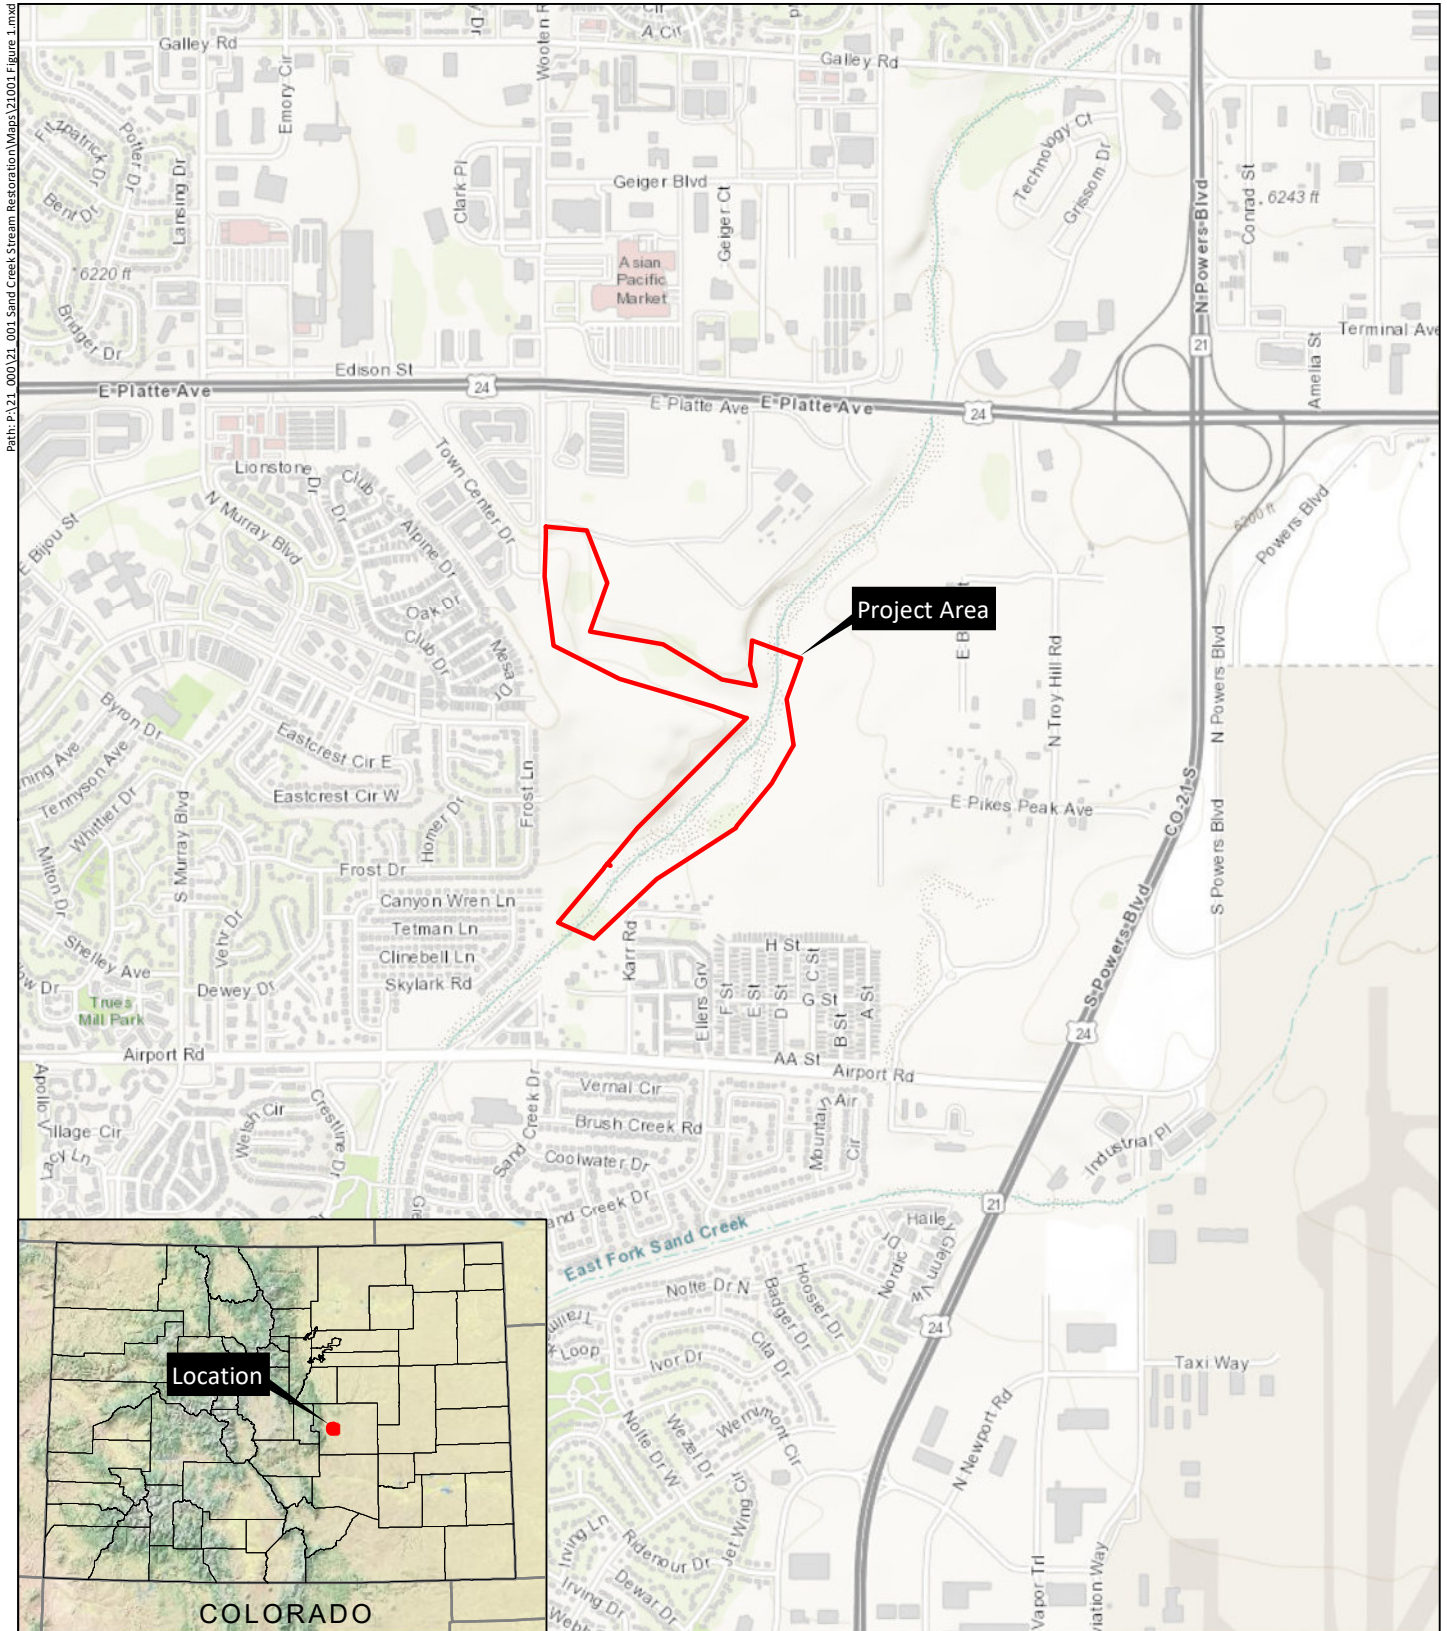 Path: P:\21_000\21_001 Sand Creek Stream Restoration\Maps\21001 Figure 1.mxd
Galley Rd
Emory Cir
A Cir
Galley Rd
Fitzpatrick Dr
Potter Dr
Bent Dr
Lansing Dr
Clark Pl
Geiger Blvd
Geiger Ct
Technology Ct
Grissom Dr
N Powers Blvd
Conrad St
6243 ft
6220 ft
Bridger Dr
Asian
Pacific
Market
21
Terminal Ave
Amelia St
Edison St
E Platte Ave
24
E Platte Ave
E Platte Ave
24
Lionstone Dr
Club
Town Center Dr
N Murray Blvd
Alpine Dr
E Bijou St
6200 ft
Powers Blvd
Oak Dr
Club Dr
Mesa Dr
Project Area
N Troy Hill Rd
N Powers Blvd
Byron Dr
Eastcrest Cir E
Eastcrest Cir W
Tennyson Ave
Whittier Dr
S Murray Blvd
Homer Dr
Frost Ln
E Pikes Peak Ave
CO-21-S
S Powers Blvd
Milton Dr
Frost Dr
Canyon Wren Ln
Tetman Ln
Clinebell Ln
Skylark Rd
Vehr Dr
Shelley Ave
Dewey Dr
Trues
Mill Park
Karr Rd
Ellers Grv
H St
F St
E St
D St
C St
G St
B St
A St
AA St
S Powers Blvd
24
Airport Rd
Airport Rd
Apollo
Village Cir
Welsh Cir
Crestline Dr
Sand Creek Dr
Vernal Cir
Brush Creek Rd
Coolwater Dr
Mountain Air
Cir
Industrial Pl
21
East Fork Sand Creek
Hailey Glenn Vw
Nordic Dr
Nolte Dr N
Badger Dr
Hoosier Dr
Cita Dr
24
Loop
Ivor Dr
Taxi Way
Nolte Dr W
Wezel Dr
Wernimont Cir
N Newport Rd
Jet Wing Cir
Irving Ln
Ridenour Dr
Irving Dr
Dewar Dr
Vapor Trl
Location
COLORADO